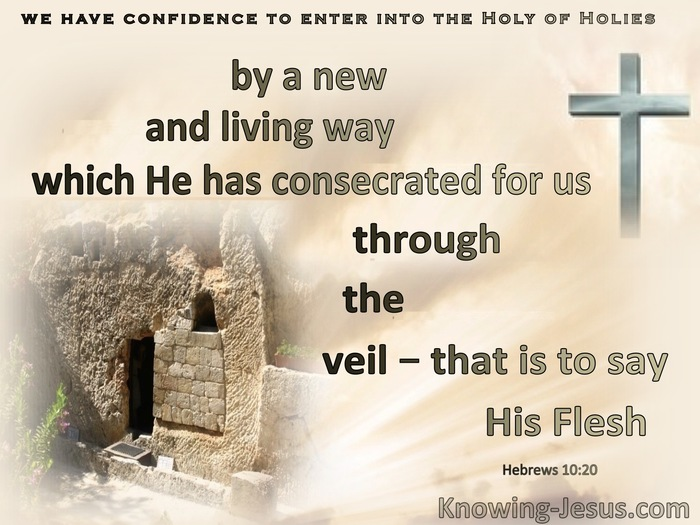 WE HAVE CONFIDENCE TO ENTER INTO THE HOLY OF HOLIES
by a new
and living way
which He has consecrated for us
through
the
veil – that is to say
His Flesh
Hebrews 10:20
Knowing-Jesus.com